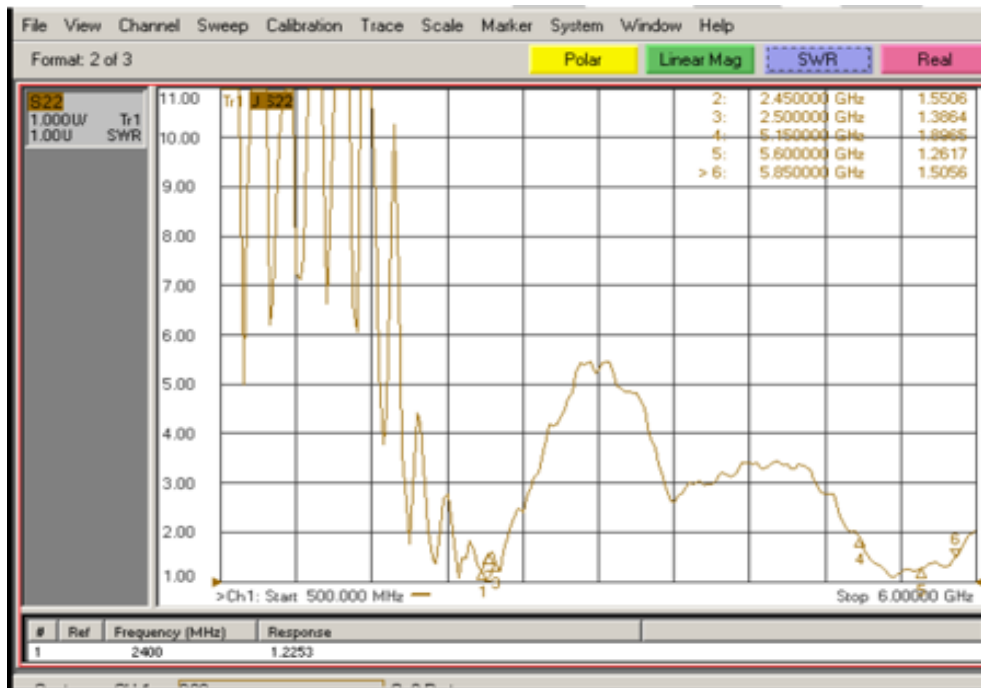 File View Channel Sweep Calibration Trace Scale Marker System Window Help
Format: 2 of 3 Polar Linear Mag SWR Real
S22
1.000U/ Tr1
1.00U SWR
Tr1 S22
11.00
10.00
9.00
8.00
7.00
6.00
5.00
4.00
3.00
2.00
1.00
2: 2.450000 GHz 1.5506
3: 2.500000 GHz 1.3864
4: 5.150000 GHz 1.8965
5: 5.600000 GHz 1.2617
> 6: 5.850000 GHz 1.5056
1
3
4
6
>Ch1: Start 500.000 MHz
Stop 6.00000 GHz
# Ref Frequency (MHz) Response
1 2400 1.2253